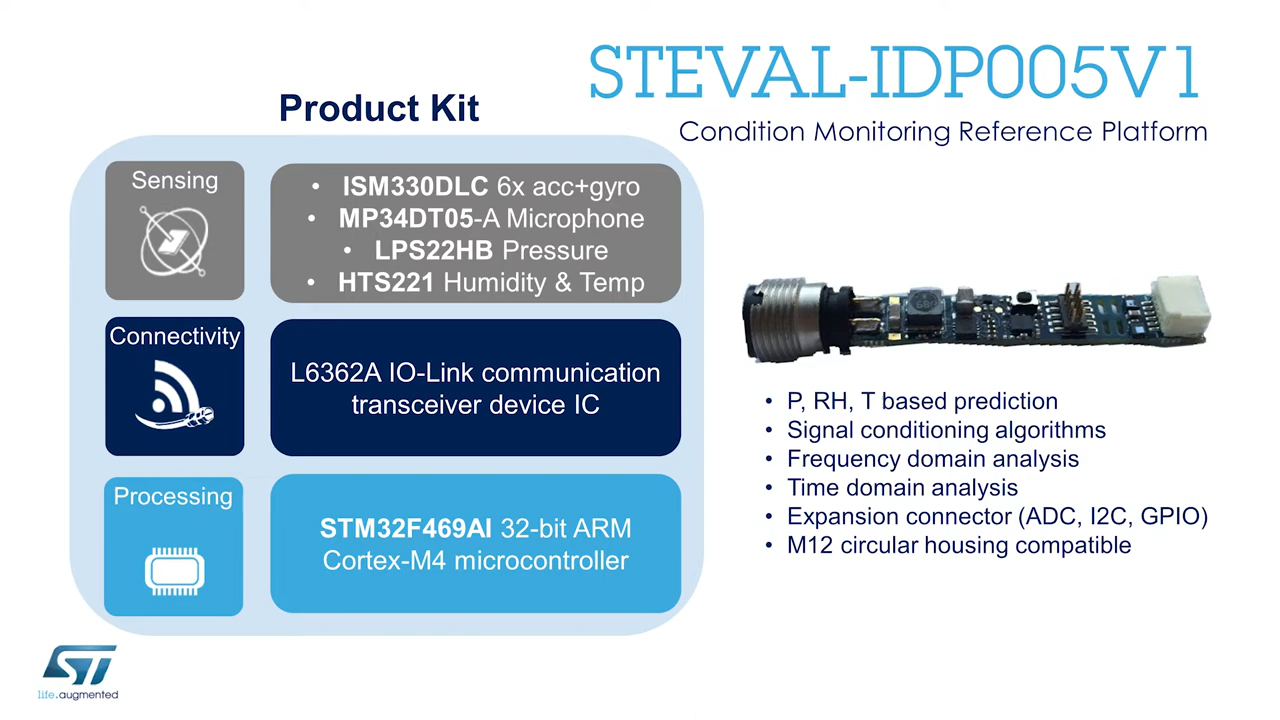 STEVAL-IDP005V1
Condition Monitoring Reference Platform
Product Kit
Sensing
• ISM330DLC 6x acc+gyro
• MP34DT05-A Microphone
• LPS22HB Pressure
• HTS221 Humidity & Temp
Connectivity
L6362A IO-Link communication
transceiver device IC
Processing
STM32F469AI 32-bit ARM
Cortex-M4 microcontroller
• P, RH, T based prediction
• Signal conditioning algorithms
• Frequency domain analysis
• Time domain analysis
• Expansion connector (ADC, I2C, GPIO)
• M12 circular housing compatible
ST
life.augmented